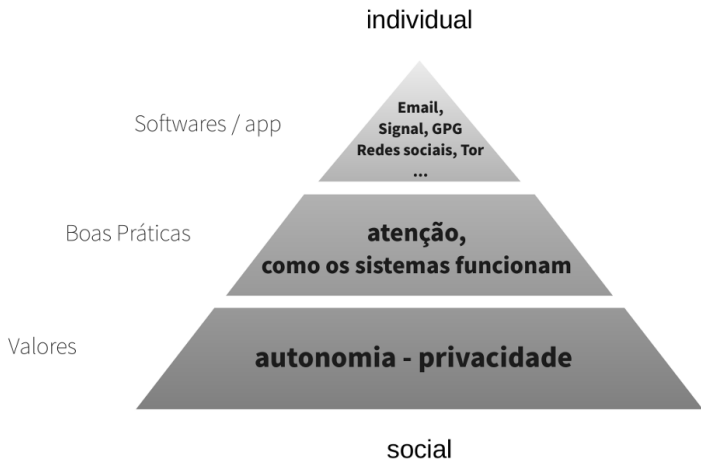 individual
Softwares / app
Email,
Signal, GPG
Redes sociais, Tor
...
Boas Práticas
atenção,
como os sistemas funcionam
Valores
autonomia - privacidade
social